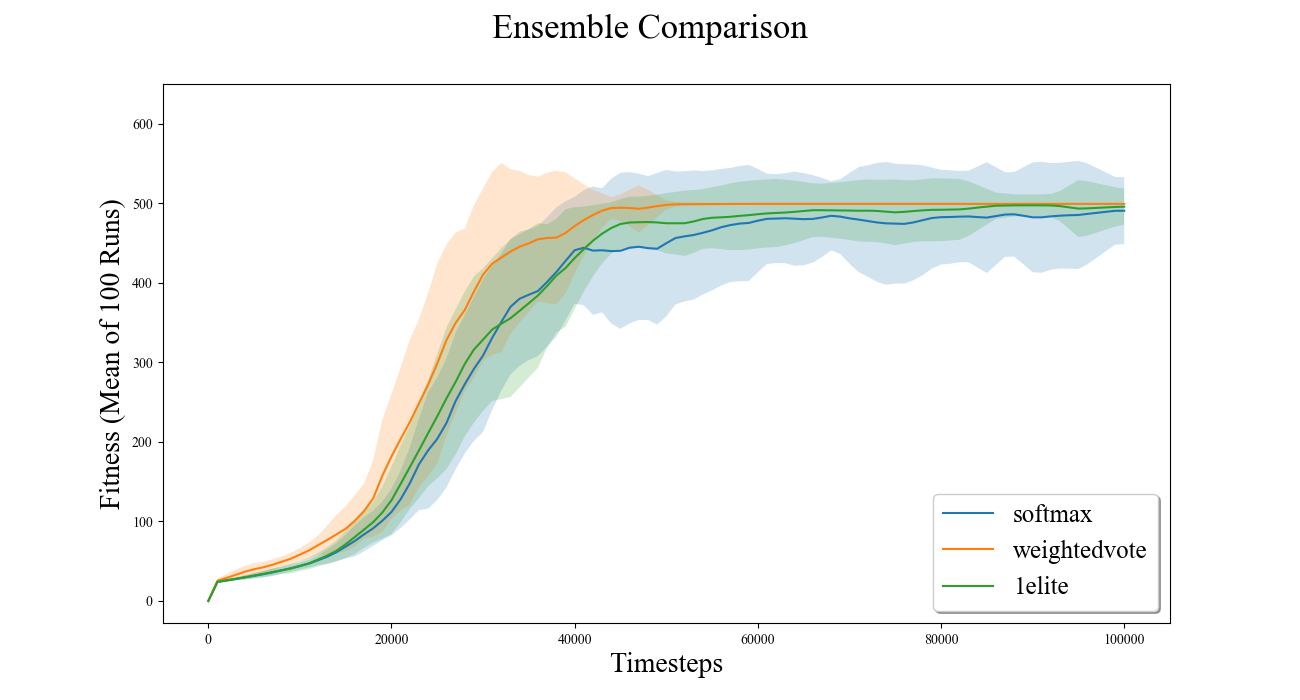 Ensemble Comparison
600
500
400
300
200
100
0
Fitness (Mean of 100 Runs)
softmax
weightedvote
1elite
0 20000 40000 60000 80000 100000
Timesteps